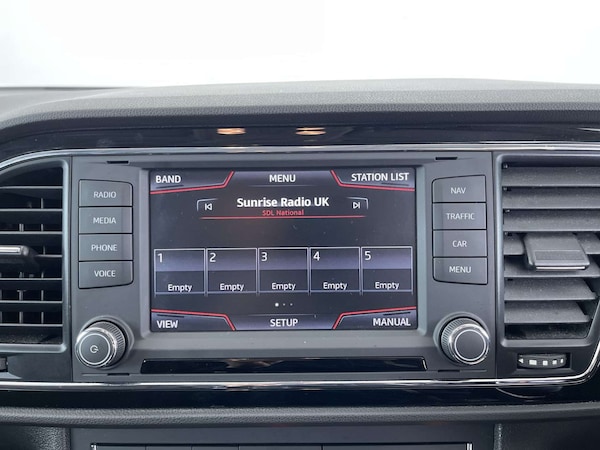 BAND MENU STATION LIST
Sunrise Radio UK
SDL National
1 2 3 4 5
Empty Empty Empty Empty Empty
VIEW SETUP MANUAL
RADIO
MEDIA
PHONE
VOICE
NAV
TRAFFIC
CAR
MENU